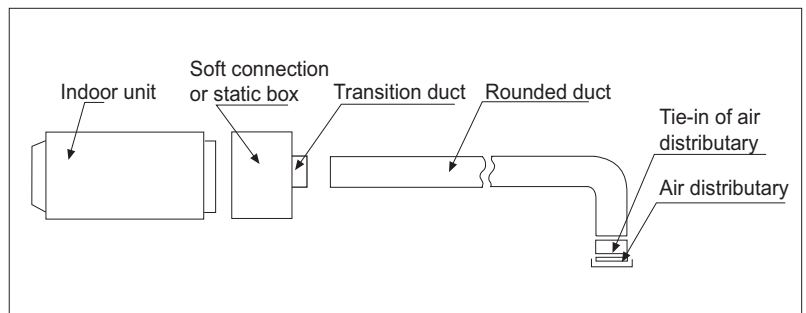 Indoor unit
Soft connection
or static box
Transition duct
Rounded duct
Tie-in of air
distributary
Air distributary